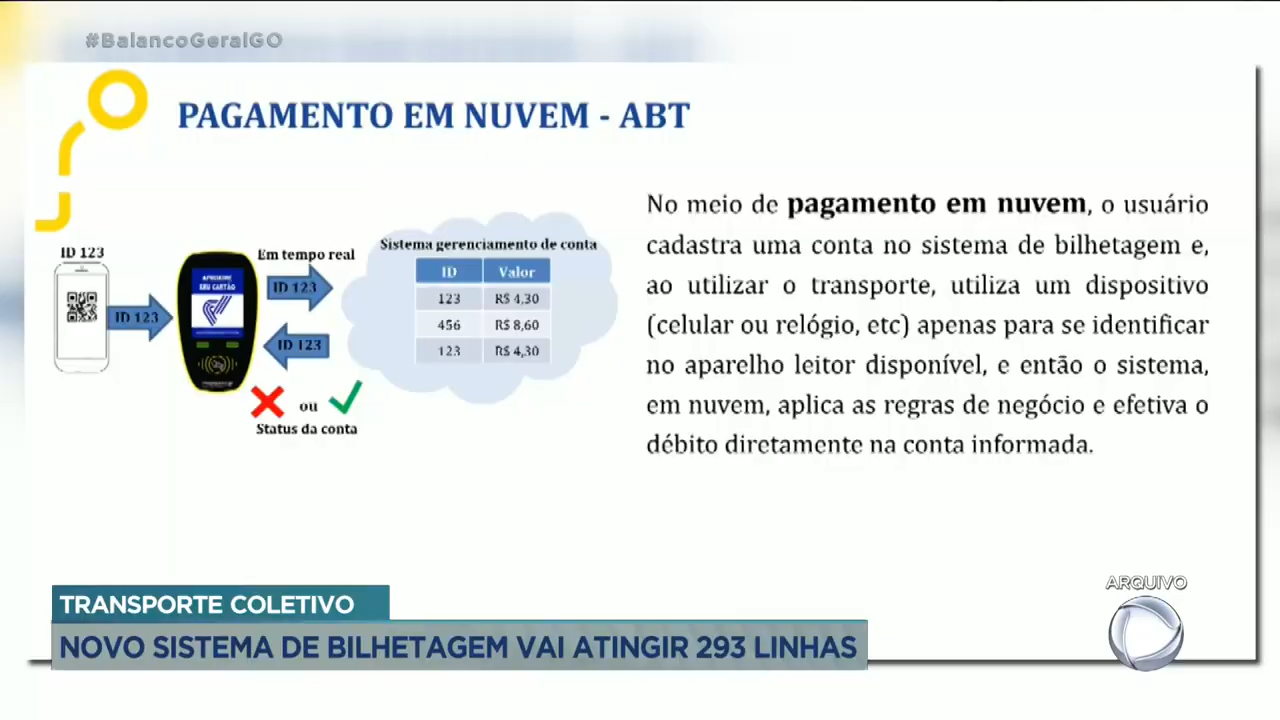 #BalancoGeralGO
PAGAMENTO EM NUVEM - ABT
ID 123
ID 123
APROXIME
SEU CARTÃO
Em tempo real
ID 123
ID 123
ou
Status da conta
Sistema gerenciamento de conta
ID Valor
123 R$ 4,30
456 R$ 8,60
123 R$ 4,30
No meio de pagamento em nuvem, o usuário
cadastra uma conta no sistema de bilhetagem e,
ao utilizar o transporte, utiliza um dispositivo
(celular ou relógio, etc) apenas para se identificar
no aparelho leitor disponível, e então o sistema,
em nuvem, aplica as regras de negócio e efetiva o
débito diretamente na conta informada.
ARQUIVO
TRANSPORTE COLETIVO
NOVO SISTEMA DE BILHETAGEM VAI ATINGIR 293 LINHAS